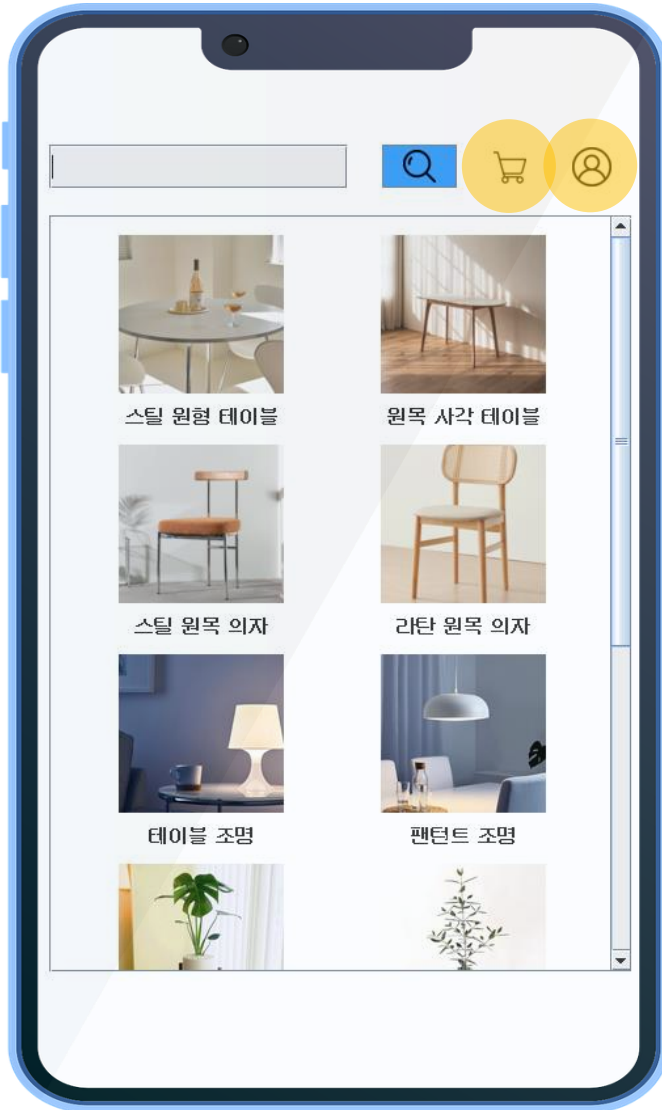 스틸 원형 테이블
원목 사각 테이블
스틸 원목 의자
라탄 원목 의자
테이블 조명
팬턴트 조명